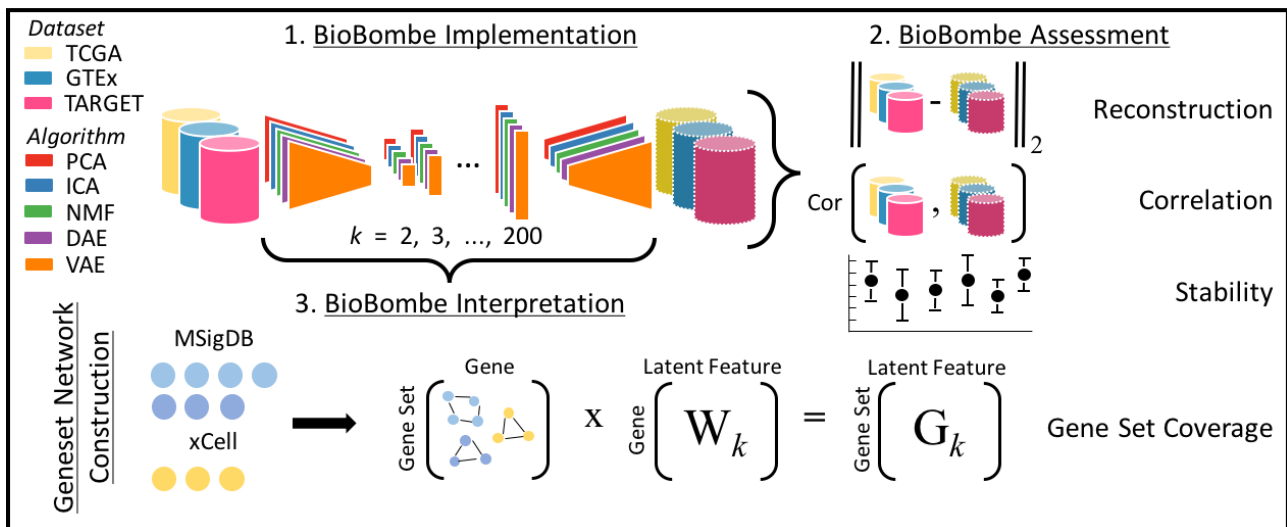 Dataset
TCGA
GTEx
TARGET
Algorithm
PCA
ICA
NMF
DAE
VAE
1. BioBombe Implementation
...
k = 2, 3, ..., 200
2. BioBombe Assessment
-
2
Reconstruction
Cor
,
Correlation
Stability
3. BioBombe Interpretation
Geneset Network
Construction
MSigDB
xCell
Gene
Gene Set
x
Latent Feature
Gene
Wk
=
Latent Feature
Gene Set
Gk
Gene Set Coverage